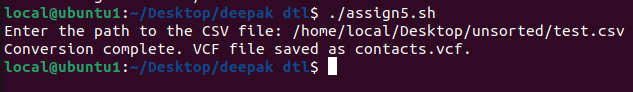 local@ubuntu1:~/Desktop/deepak dtl$ ./assign5.sh
Enter the path to the CSV file: /home/local/Desktop/unsorted/test.csv
Conversion complete. VCF file saved as contacts.vcf.
local@ubuntu1:~/Desktop/deepak dtl$